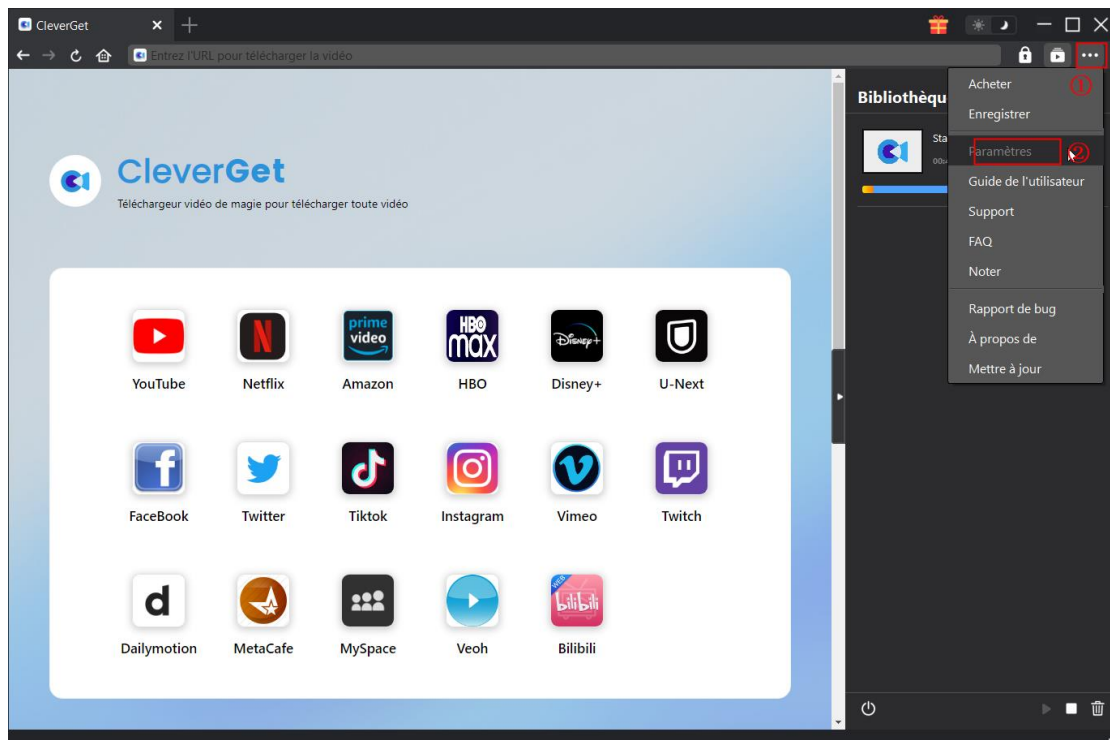 CleverGet
Entrez l'URL pour télécharger la vidéo
Acheter
①
Enregistrer
Paramètres
②
Guide de l'utilisateur
Support
FAQ
Noter
Rapport de bug
À propos de
Mettre à jour
Bibliothèqu
Sta
CleverGet
Téléchargeur vidéo de magie pour télécharger toute vidéo
prime video
HBO max
Disney+
YouTube
Netflix
Amazon
HBO
Disney+
U-Next
FaceBook
Twitter
Tiktok
Instagram
Vimeo
Twitch
WEB
bilibili
Dailymotion
MetaCafe
MySpace
Veoh
Bilibili